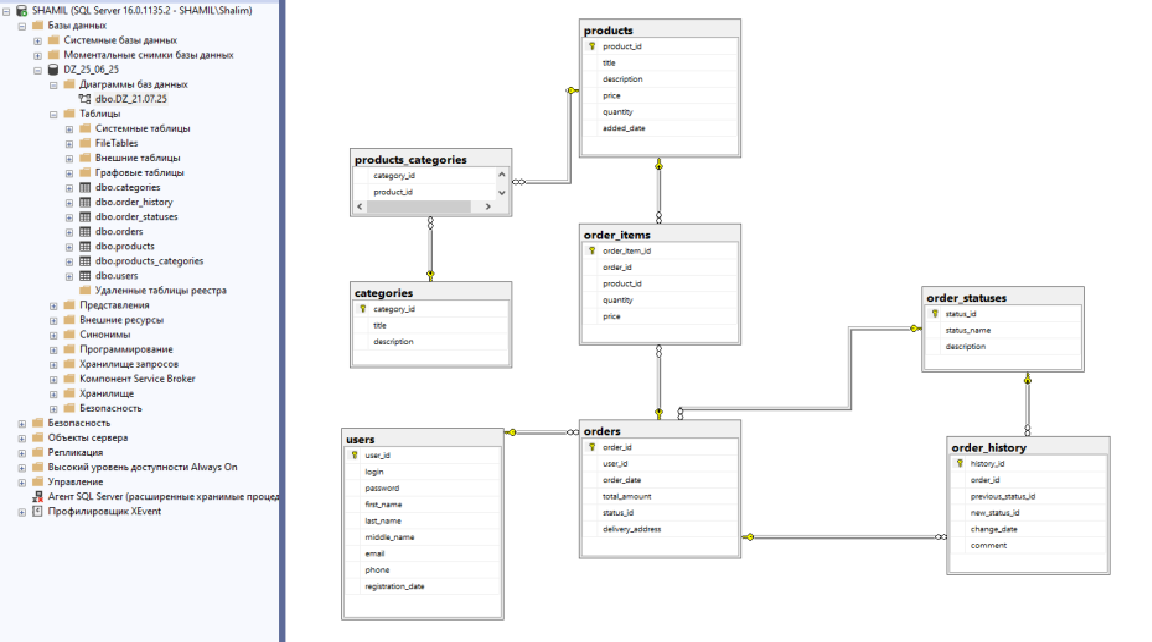 SHAMIL (SQL Server 16.0.1135.2 - SHAMIL\Shalim)
Базы данных
Системные базы данных
Моментальные снимки базы данных
DZ_25_06_25
Диаграммы баз данных
dbo.DZ_21.07.25
Таблицы
Системные таблицы
FileTables
Внешние таблицы
Графовые таблицы
dbo.categories
dbo.order_history
dbo.order_statuses
dbo.orders
dbo.products
dbo.products_categories
dbo.users
Удаленные таблицы реестра
Представления
Внешние ресурсы
Синонимы
Программирование
Хранилище запросов
Компонент Service Broker
Хранилище
Безопасность
Безопасность
Объекты сервера
Репликация
Высокий уровень доступности Always On
Управление
Агент SQL Server (расширенные хранимые процед
Профилировщик XEvent
products
product_id
title
description
price
quantity
added_date
products_categories
category_id
product_id
order_items
order_item_id
order_id
product_id
quantity
price
categories
category_id
title
description
order_statuses
status_id
status_name
description
users
user_id
login
password
first_name
last_name
middle_name
email
phone
registration_date
orders
order_id
user_id
order_date
total_amount
status_id
delivery_address
order_history
history_id
order_id
previous_status_id
new_status_id
change_date
comment